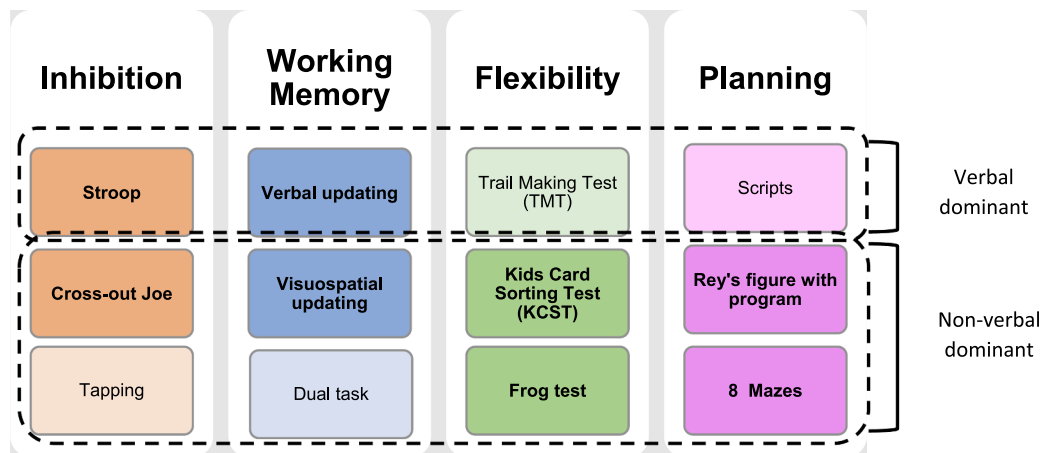 Inhibition
Working
Memory
Flexibility
Planning
Stroop
Verbal updating
Trail Making Test
(TMT)
Scripts
Verbal
dominant
Cross-out Joe
Visuospatial
updating
Kids Card
Sorting Test
(KCST)
Rey's figure with
program
Non-verbal
dominant
Tapping
Dual task
Frog test
8 Mazes